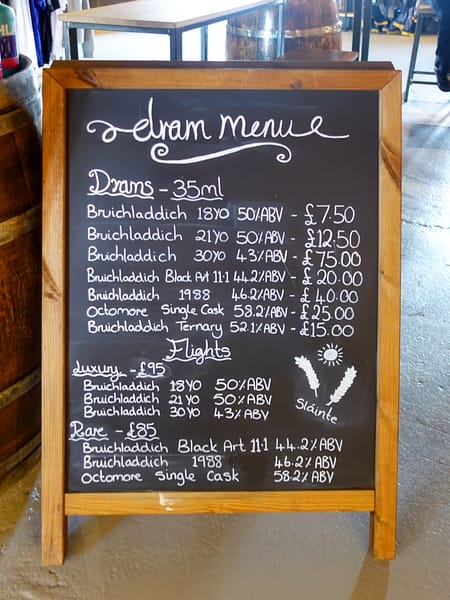 dram menu
Drams - 35ml
Bruichladdich 18YO 50%ABV - £7.50
Bruichladdich 21YO 50%ABV - £12.50
Bruichladdich 30YO 43%ABV - £75.00
Bruichladdich Black Art 11.1 44.2%ABV - £20.00
Bruichladdich 1988 46.2%ABV - £40.00
Octomore Single Cask 58.2%ABV - £25.00
Bruichladdich Ternary 52.1%ABV - £15.00
Flights
Luxury - £95
Bruichladdich 18YO 50%ABV
Bruichladdich 21YO 50%ABV
Bruichladdich 30YO 43%ABV
Sláinte
Rare - £85
Bruichladdich Black Art 11.1 44.2%ABV
Bruichladdich 1988 46.2%ABV
Octomore Single Cask 58.2%ABV